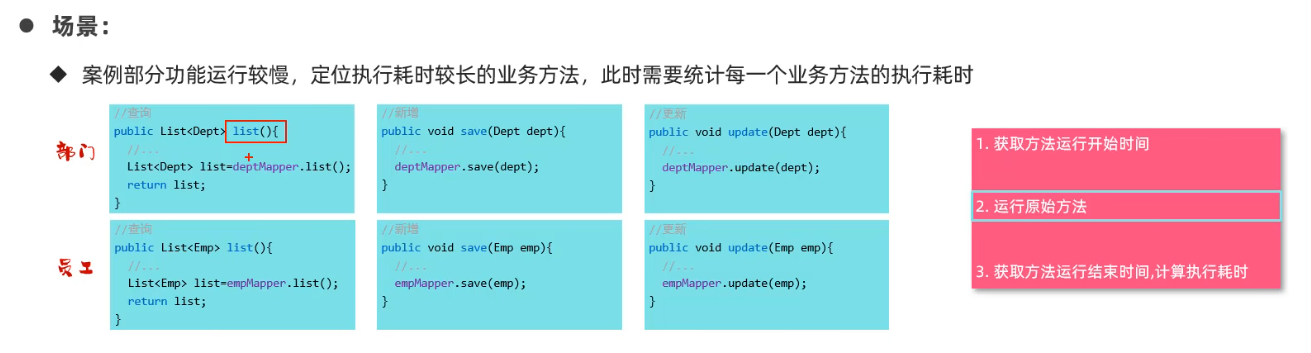 ● 场景：
◆ 案例部分功能运行较慢，定位执行耗时较长的业务方法，此时需要统计每一个业务方法的执行耗时
部门
//查询
public List<Dept> list(){
//...
List<Dept> list=deptMapper.list();
return list;
}
//新增
public void save(Dept dept){
//...
deptMapper.save(dept);
}
//更新
public void update(Dept dept){
//...
deptMapper.update(dept);
}
员工
//查询
public List<Emp> list(){
//...
List<Emp> list=empMapper.list();
return list;
}
//新增
public void save(Emp emp){
//...
empMapper.save(emp);
}
//更新
public void update(Emp emp){
//...
empMapper.update(emp);
}
1. 获取方法运行开始时间
2. 运行原始方法
3. 获取方法运行结束时间,计算执行耗时